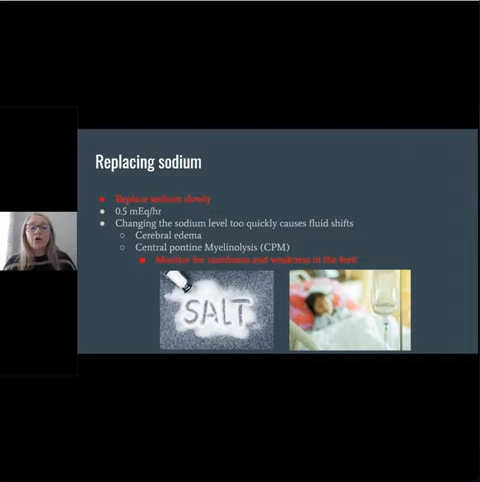 Replacing sodium
Replace sodium slowly
0.5 mEq/hr
Changing the sodium level too quickly causes fluid shifts
Cerebral edema
Central pontine Myelinolysis (CPM)
Monitor for numbness and weakness in the feet!
SALT